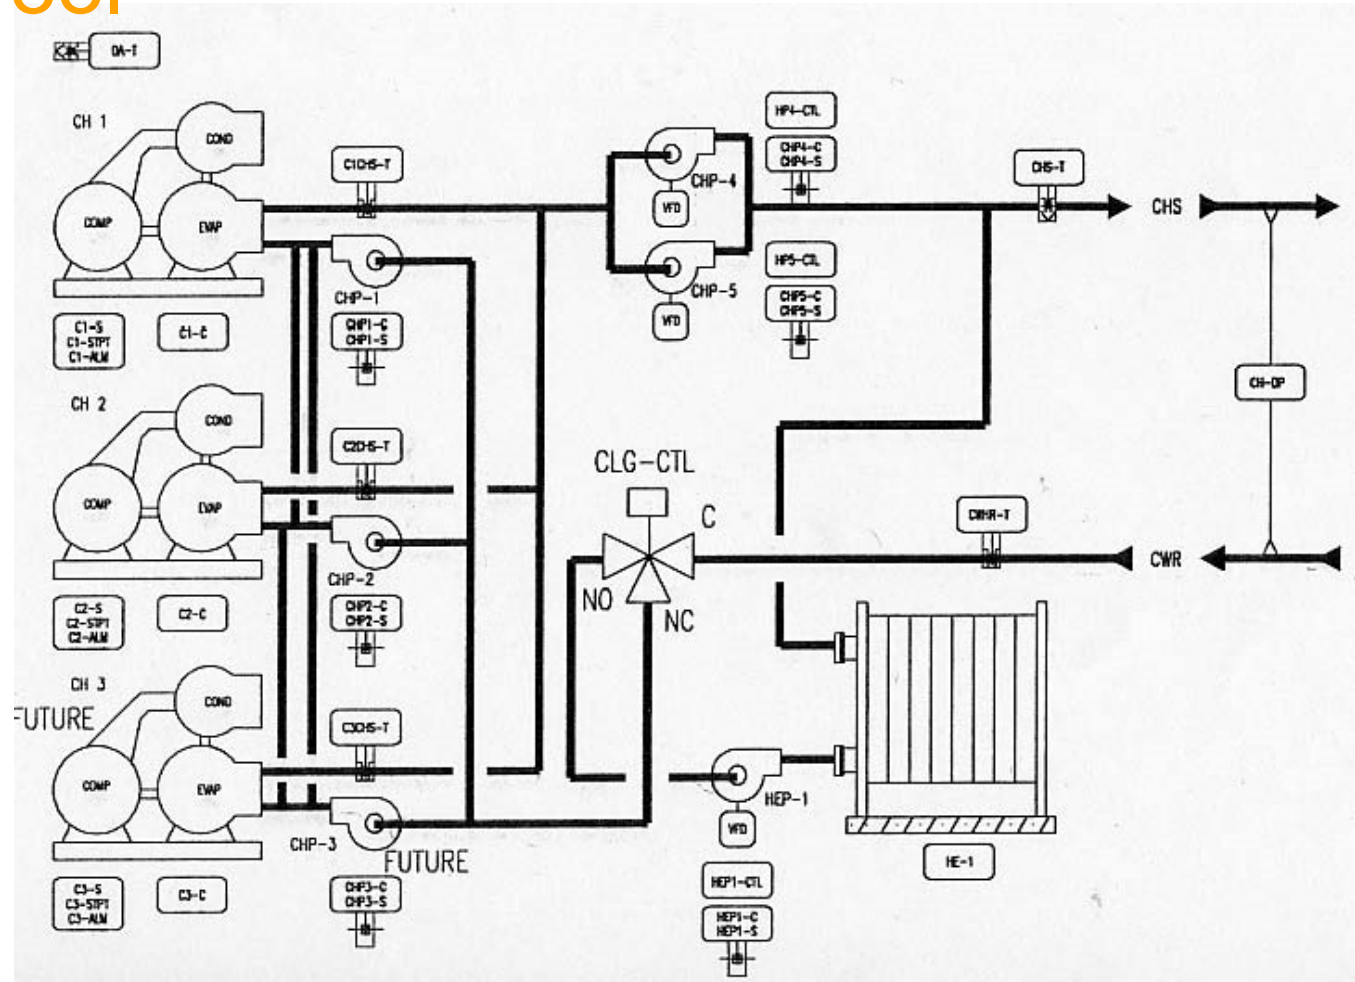 OA-T
CH 1
COND
COMP
EVAP
C1CHS-T
CHP-1
CHP1-C
CHP1-S
C1-S
C1-STPT
C1-ALM
C1-C
CHP-4
VFD
CHP-5
VFD
HP4-CTL
CHP4-C
CHP4-S
HP5-CTL
CHP5-C
CHP5-S
CHS-T
CHS
CH-DP
CH 2
COND
COMP
EVAP
C2CHS-T
CHP-2
CHP2-C
CHP2-S
C2-S
C2-STPT
C2-ALM
C2-C
CLG-CTL
C
NO
NC
CWHR-T
CWR
CH 3
FUTURE
COND
COMP
EVAP
C3CHS-T
CHP-3
FUTURE
CHP3-C
CHP3-S
C3-S
C3-STPT
C3-ALM
C3-C
HEP-1
VFD
HEP1-CTL
HEP1-C
HEP1-S
HE-1